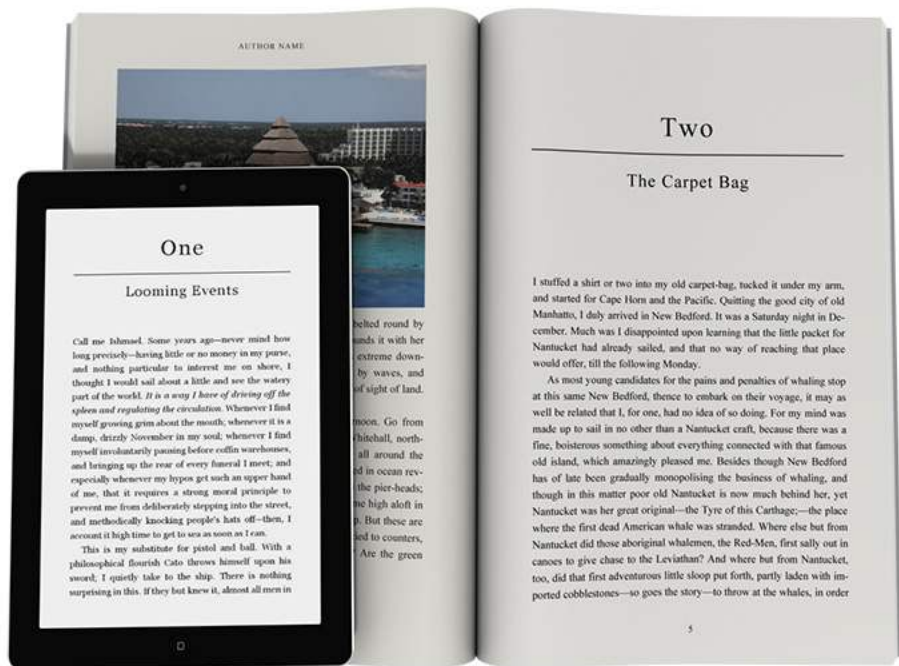 AUTHOR NAME
One
Looming Events
Call me Ishmael. Some years ago—never mind how
long precisely—having little or no money in my purse,
and nothing particular to interest me on shore, I
thought I would sail about a little and see the watery
part of the world. It is a way I have of driving off the
spleen and regulating the circulation. Whenever I find
myself growing grim about the mouth; whenever it is a
damp, drizzly November in my soul; whenever I find
myself involuntarily pausing before coffin warehouses,
and bringing up the rear of every funeral I meet; and
especially whenever my hypos get such an upper hand
of me, that it requires a strong moral principle to
prevent me from deliberately stepping into the street,
and methodically knocking people's hats off—then, I
account it high time to get to sea as soon as I can.
This is my substitute for pistol and ball. With a
philosophical flourish Cato throws himself upon his
sword; I quietly take to the ship. There is nothing
surprising in this. If they but knew it, almost all men in
belted round by
it with her
extreme down-
by waves, and
of sight of land.
Go from
north-
all around the
in ocean rev-
the pier-heads;
high aloft in
But these are
to counters,
Are the green
Two
The Carpet Bag
I stuffed a shirt or two into my old carpet-bag, tucked it under my arm,
and started for Cape Horn and the Pacific. Quitting the good city of old
Manhatto, I duly arrived in New Bedford. It was a Saturday night in De-
cember. Much was I disappointed upon learning that the little packet for
Nantucket had already sailed, and that no way of reaching that place
would offer, till the following Monday.
As most young candidates for the pains and penalties of whaling stop
at this same New Bedford, thence to embark on their voyage, it may as
well be related that I, for one, had no idea of so doing. For my mind was
made up to sail in no other than a Nantucket craft, because there was a
fine, boisterous something about everything connected with that famous
old island, which amazingly pleased me. Besides though New Bedford
has of late been gradually monopolising the business of whaling, and
though in this matter poor old Nantucket is now much behind her, yet
Nantucket was her great original—the Tyre of this Carthage;—the place
where the first dead American whale was stranded. Where else but from
Nantucket did those aboriginal whalemen, the Red-Men, first sally out in
canoes to give chase to the Leviathan? And where but from Nantucket,
too, did that first adventurous little sloop put forth, partly laden with im-
ported cobblestones—so goes the story—to throw at the whales, in order
5